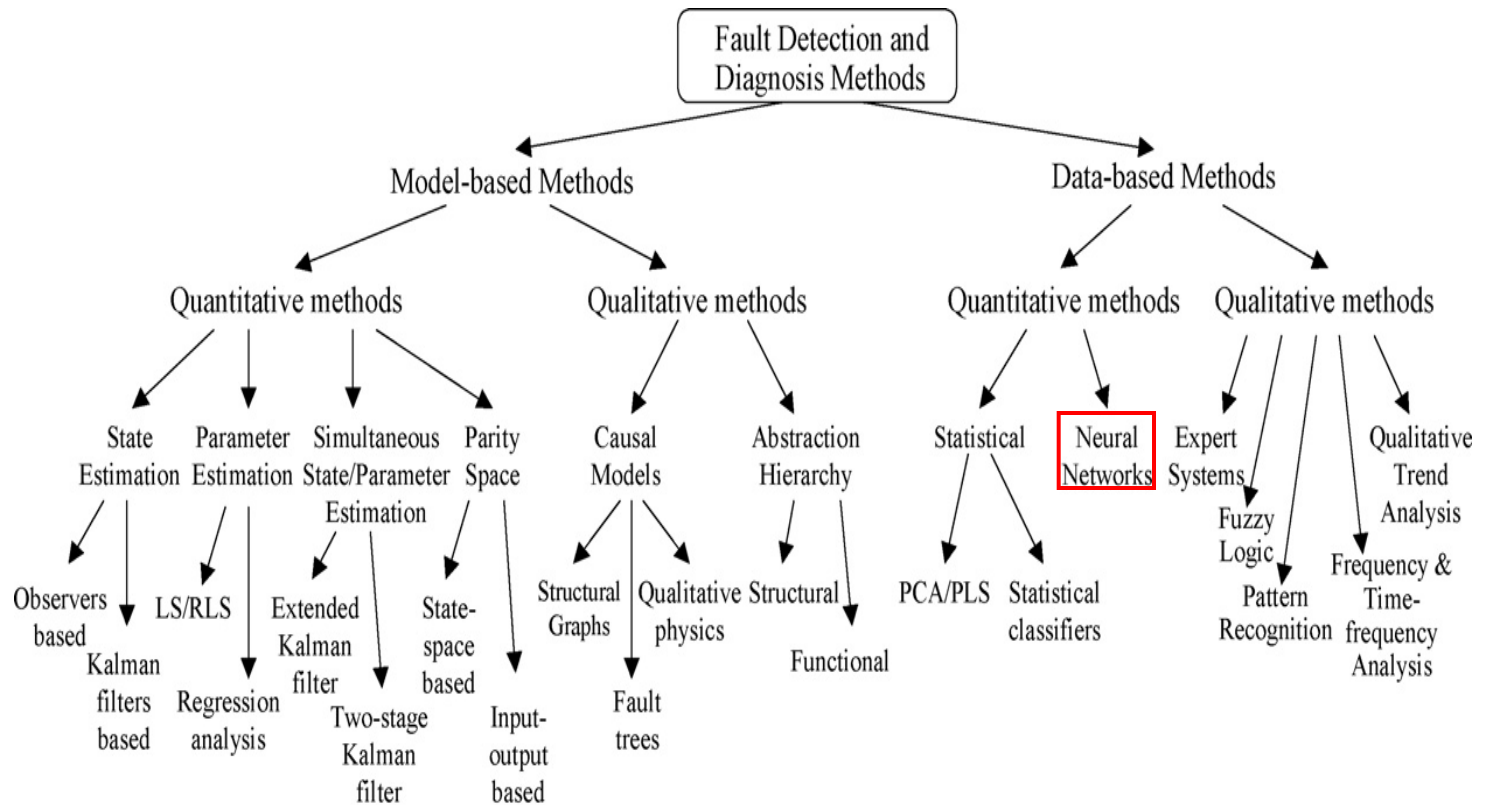 Fault Detection and
Diagnosis Methods
Model-based Methods
Data-based Methods
Quantitative methods
Qualitative methods
Quantitative methods
Qualitative methods
State
Estimation
Parameter
Estimation
Simultaneous
State/Parameter
Estimation
Parity
Space
Causal
Models
Abstraction
Hierarchy
Statistical
Neural
Networks
Expert
Systems
Fuzzy
Logic
Pattern
Recognition
Frequency &
Time-
frequency
Analysis
Qualitative
Trend
Analysis
Observers
based
Kalman
filters
based
LS/RLS
Regression
analysis
Extended
Kalman
filter
Two-stage
Kalman
filter
State-
space
based
Input-
output
based
Structural
Graphs
Fault
trees
Qualitative
physics
Structural
Functional
PCA/PLS
Statistical
classifiers